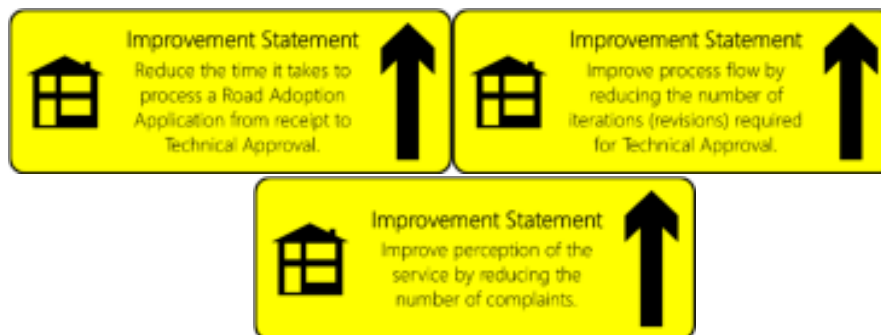 Improvement Statement
Reduce the time it takes to
process a Road Adoption
Application from receipt to
Technical Approval.
Improvement Statement
Improve process flow by
reducing the number of
iterations (revisions) required
for Technical Approval.
Improvement Statement
Improve perception of the
service by reducing the
number of complaints.